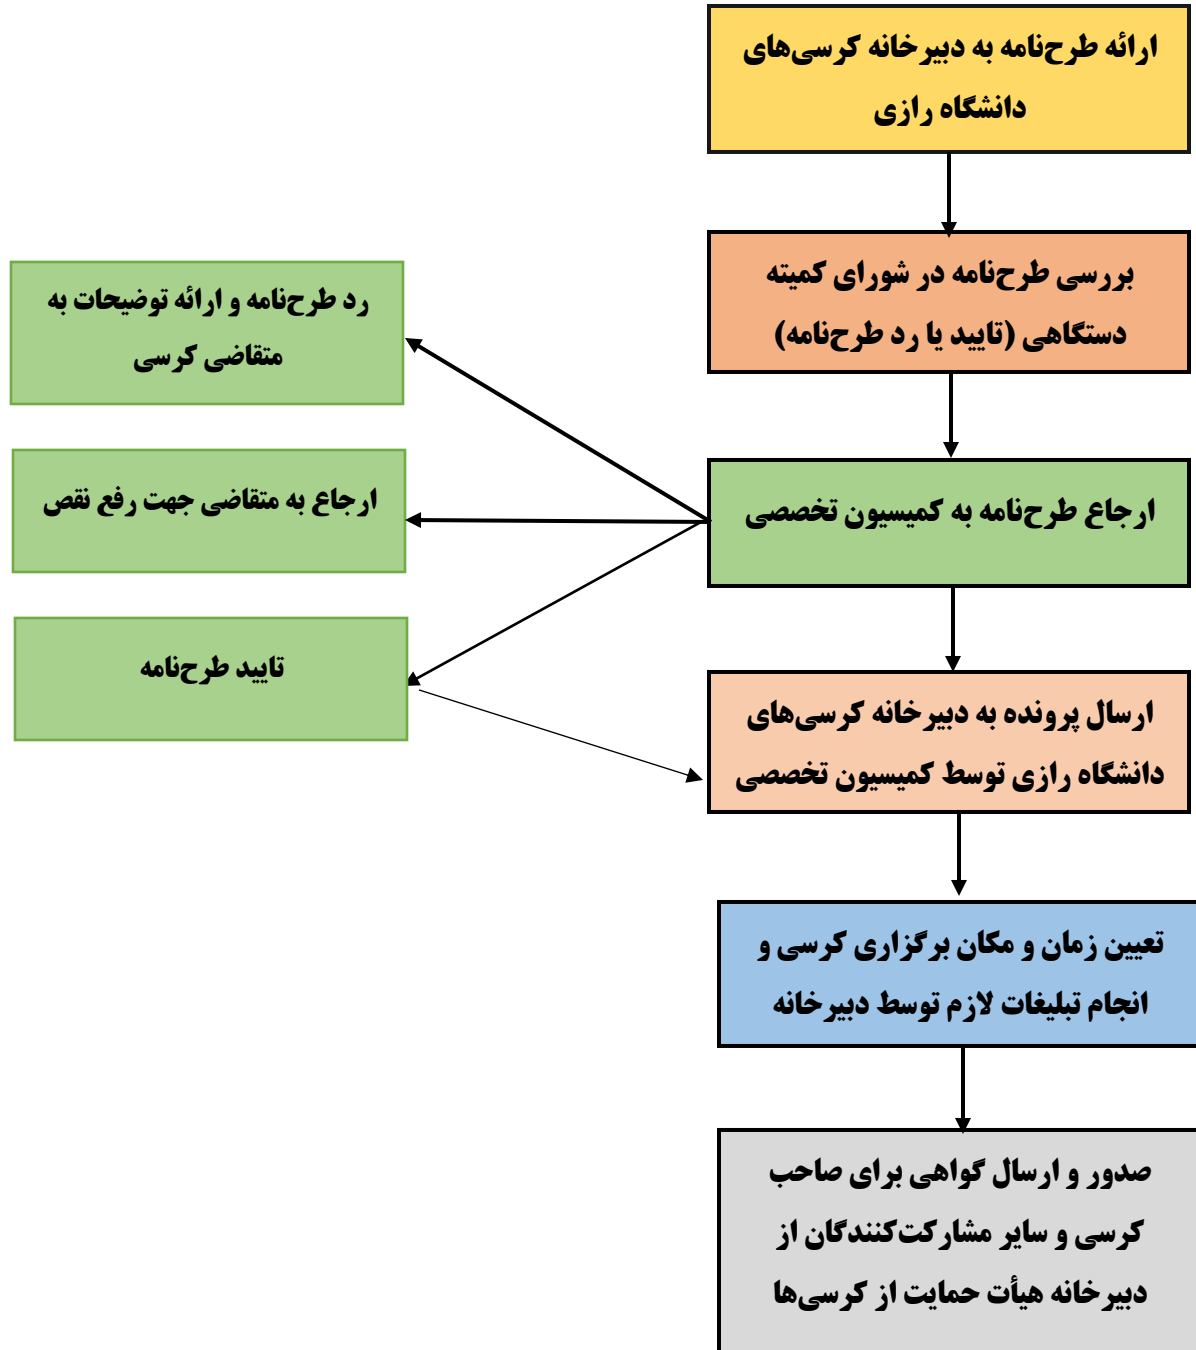 ارائه طرح‌نامه به دبیرخانه کرسی‌های
دانشگاه رازی
بررسی طرح‌نامه در شورای کمیته
دستگاهی (تایید یا رد طرح‌نامه)
رد طرح‌نامه و ارائه توضیحات به
متقاضی کرسی
ارجاع طرح‌نامه به کمیسیون تخصصی
ارجاع به متقاضی جهت رفع نقص
تایید طرح‌نامه
ارسال پرونده به دبیرخانه کرسی‌های
دانشگاه رازی توسط کمیسیون تخصصی
تعیین زمان و مکان برگزاری کرسی و
انجام تبلیغات لازم توسط دبیرخانه
صدور و ارسال گواهی برای صاحب
کرسی و سایر مشارکت‌کنندگان از
دبیرخانه هیأت حمایت از کرسی‌ها